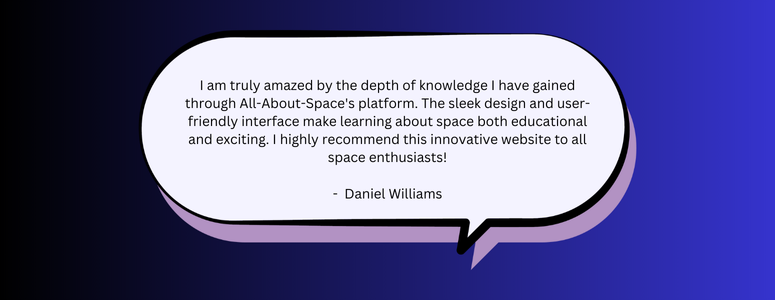 I am truly amazed by the depth of knowledge I have gained
through All-About-Space's platform. The sleek design and user-
friendly interface make learning about space both educational
and exciting. I highly recommend this innovative website to all
space enthusiasts!
- Daniel Williams